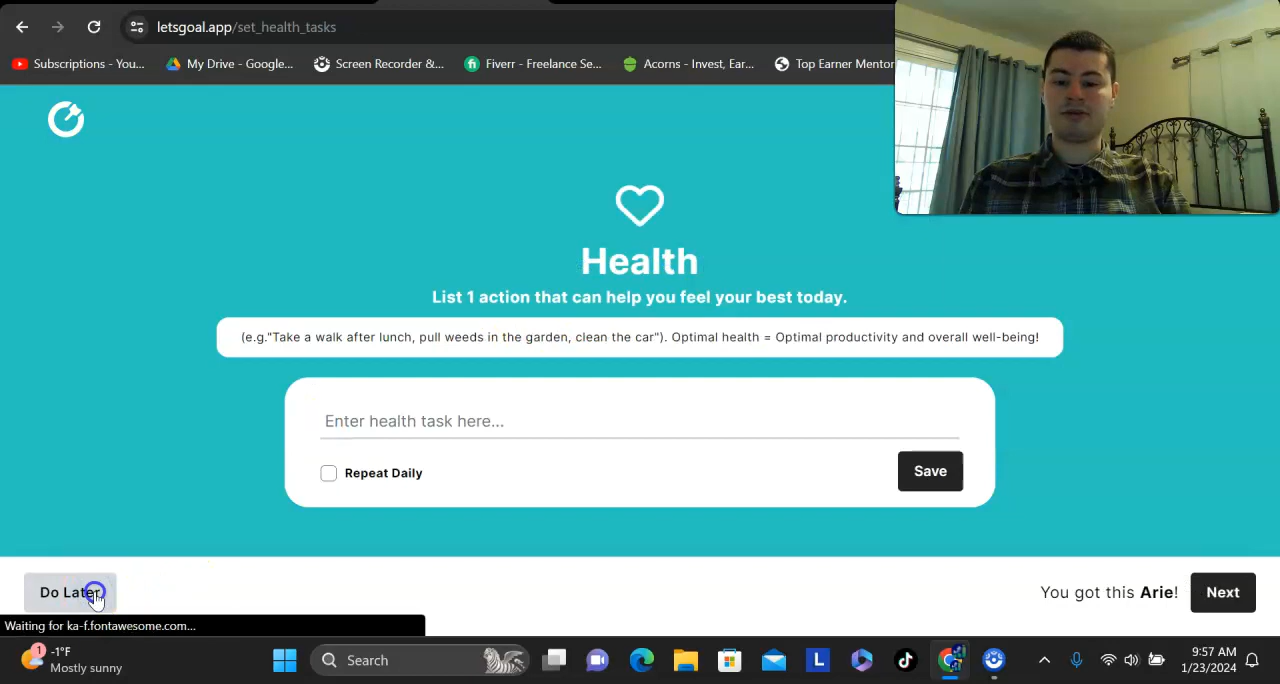 letsgoal.app/set_health_tasks
Subscriptions - You...
My Drive - Google...
Screen Recorder &...
Fiverr - Freelance Se...
Acorns - Invest, Ear...
Top Earner Mentor
Health
List 1 action that can help you feel your best today.
(e.g."Take a walk after lunch, pull weeds in the garden, clean the car"). Optimal health = Optimal productivity and overall well-being!
Enter health task here...
Repeat Daily
Save
Do Later
You got this Arie!
Next
Waiting for ka-f.fontawesome.com...
1
-1°F
Mostly sunny
Search
L
9:57 AM
1/23/2024